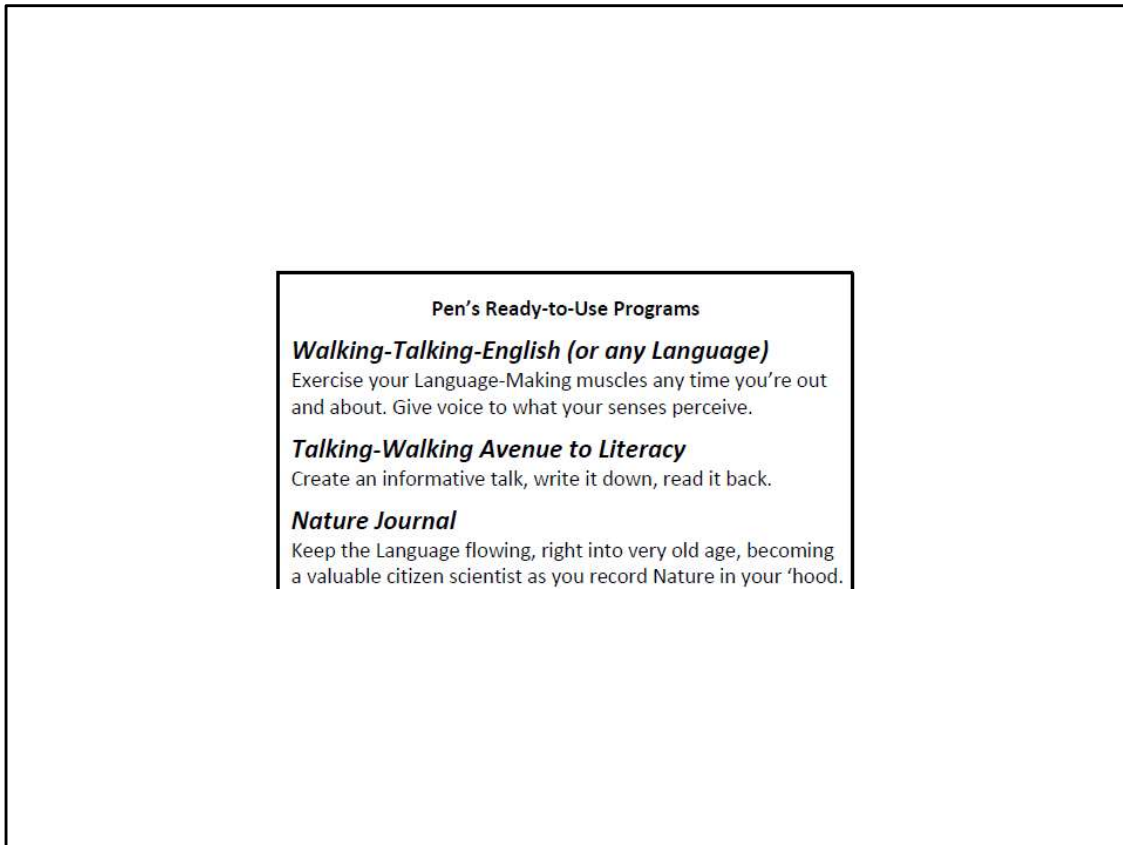 Pen’s Ready-to-Use Programs
Walking-Talking-English (or any Language)
Exercise your Language-Making muscles any time you’re out
and about. Give voice to what your senses perceive.
Talking-Walking Avenue to Literacy
Create an informative talk, write it down, read it back.
Nature Journal
Keep the Language flowing, right into very old age, becoming
a valuable citizen scientist as you record Nature in your ‘hood.